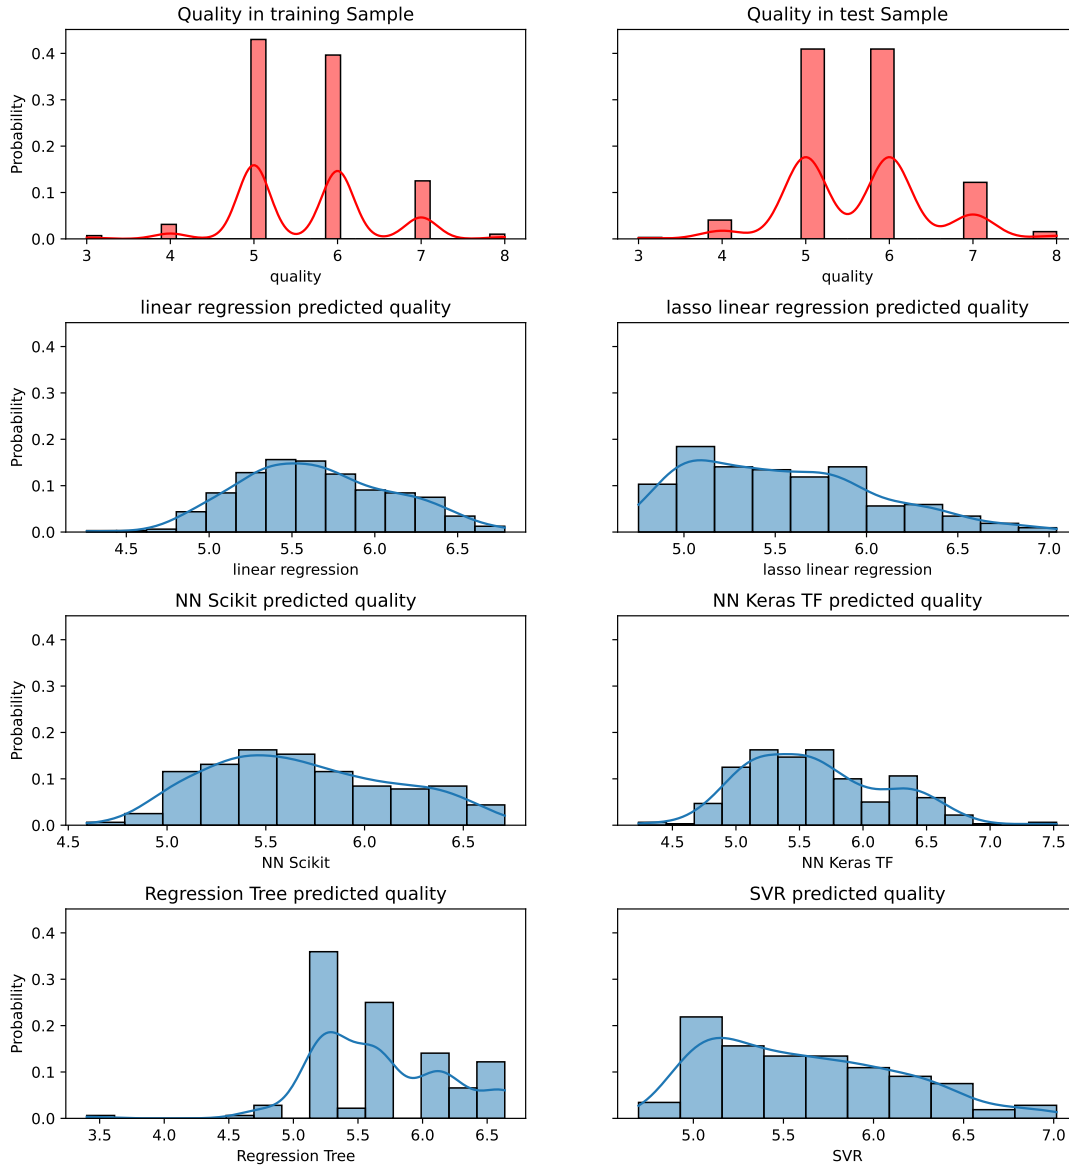 Quality in training Sample
Probability
0.0 0.1 0.2 0.3 0.4
3 4 5 6 7 8
quality
Quality in test Sample
3 4 5 6 7 8
quality
linear regression predicted quality
Probability
0.0 0.1 0.2 0.3 0.4
4.5 5.0 5.5 6.0 6.5
linear regression
lasso linear regression predicted quality
5.0 5.5 6.0 6.5 7.0
lasso linear regression
NN Scikit predicted quality
Probability
0.0 0.1 0.2 0.3 0.4
4.5 5.0 5.5 6.0 6.5
NN Scikit
NN Keras TF predicted quality
4.5 5.0 5.5 6.0 6.5 7.0 7.5
NN Keras TF
Regression Tree predicted quality
Probability
0.0 0.1 0.2 0.3 0.4
3.5 4.0 4.5 5.0 5.5 6.0 6.5
Regression Tree
SVR predicted quality
5.0 5.5 6.0 6.5 7.0
SVR